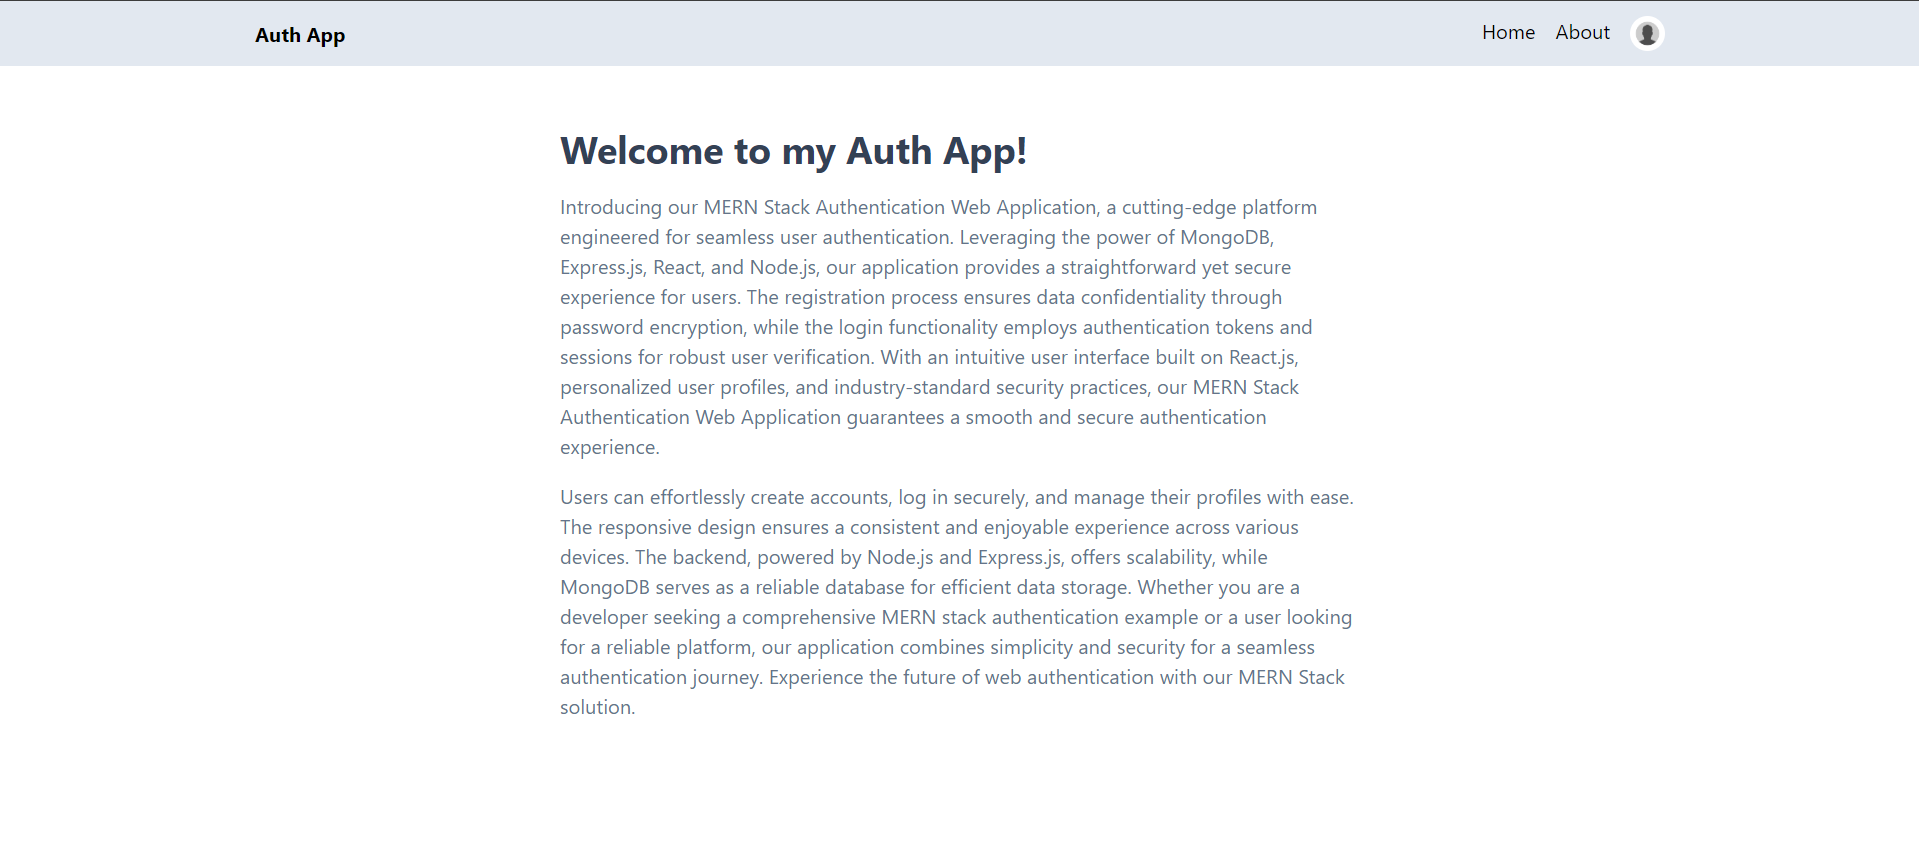 Auth App
Home
About
Welcome to my Auth App!
Introducing our MERN Stack Authentication Web Application, a cutting-edge platform
engineered for seamless user authentication. Leveraging the power of MongoDB,
Express.js, React, and Node.js, our application provides a straightforward yet secure
experience for users. The registration process ensures data confidentiality through
password encryption, while the login functionality employs authentication tokens and
sessions for robust user verification. With an intuitive user interface built on React.js,
personalized user profiles, and industry-standard security practices, our MERN Stack
Authentication Web Application guarantees a smooth and secure authentication
experience.
Users can effortlessly create accounts, log in securely, and manage their profiles with ease.
The responsive design ensures a consistent and enjoyable experience across various
devices. The backend, powered by Node.js and Express.js, offers scalability, while
MongoDB serves as a reliable database for efficient data storage. Whether you are a
developer seeking a comprehensive MERN stack authentication example or a user looking
for a reliable platform, our application combines simplicity and security for a seamless
authentication journey. Experience the future of web authentication with our MERN Stack
solution.